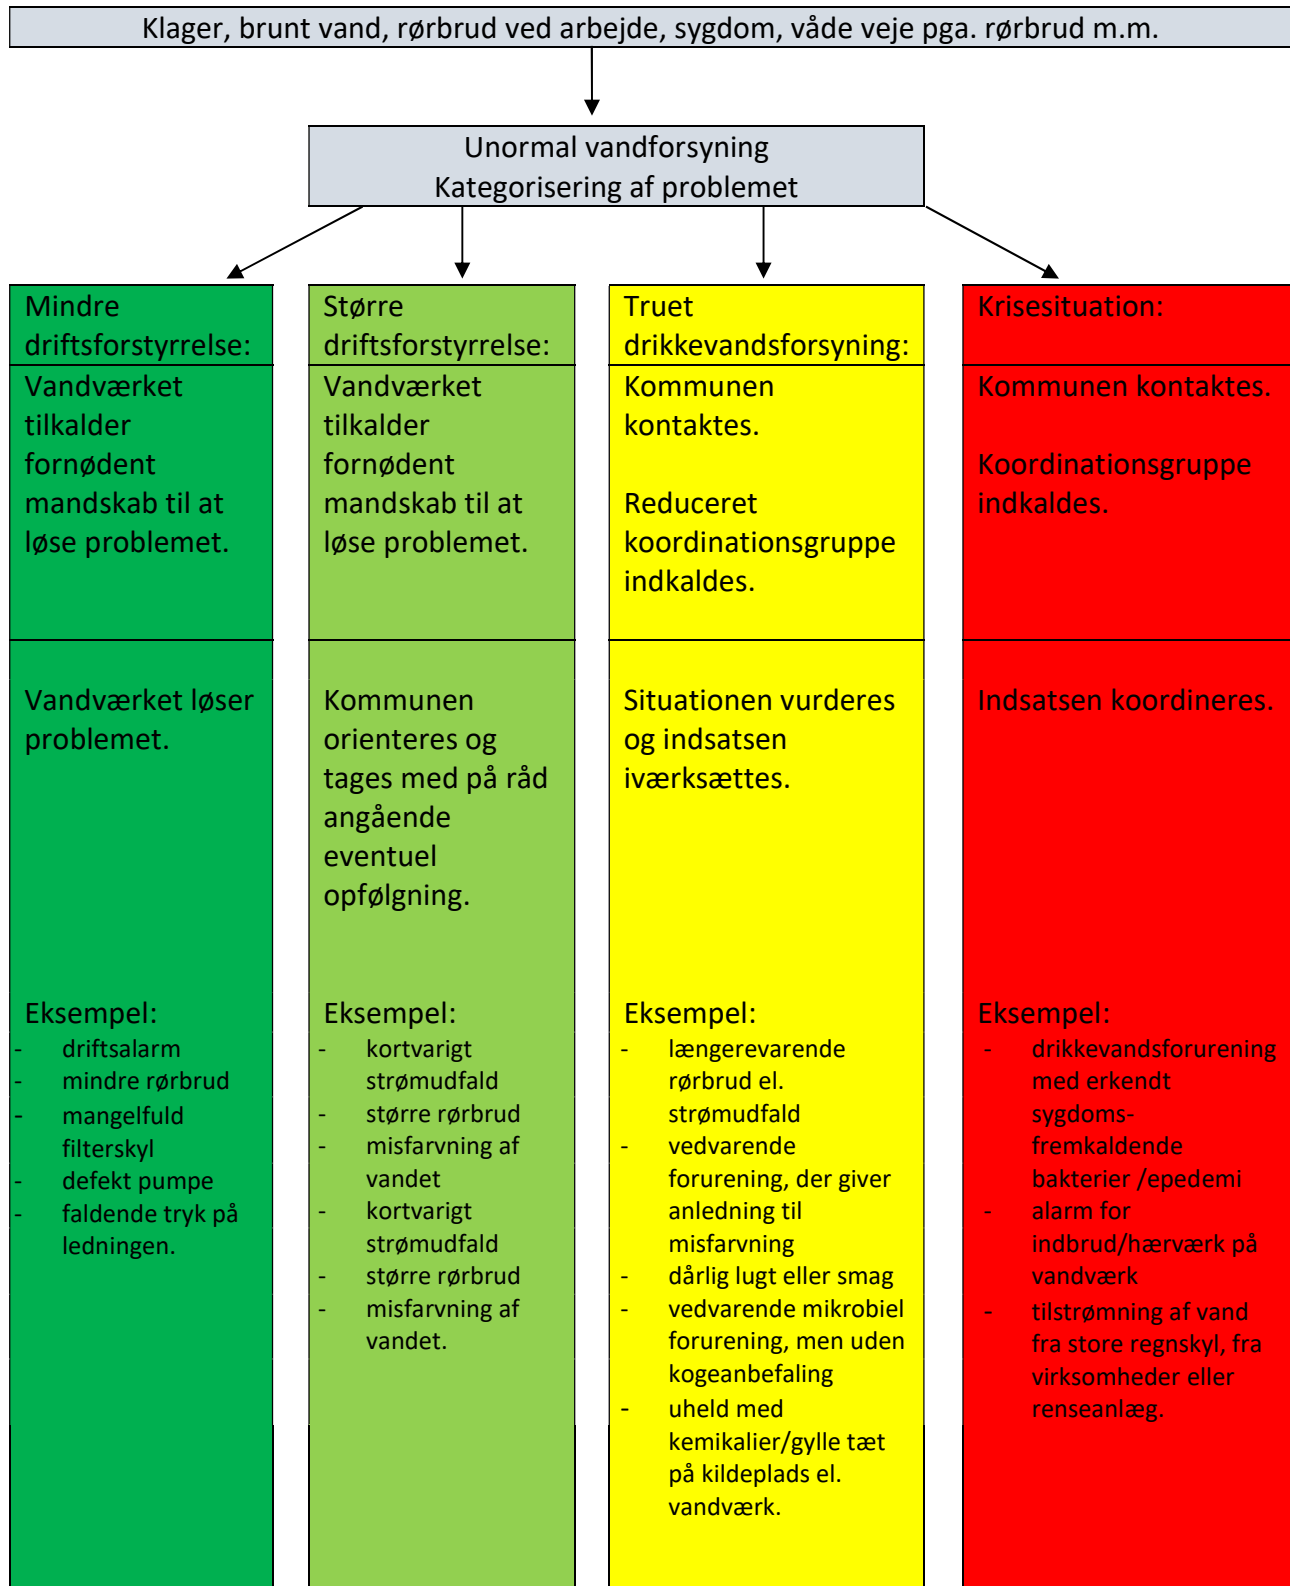 Klager, brunt vand, rørbrud ved arbejde, sygdom, våde veje pga. rørbrud m.m.
Unormal vandforsyning
Kategorisering af problemet
Mindre
driftsforstyrrelse:
Vandværket
tilkalder
fornødent
mandskab til at
løse problemet.
Vandværket løser
problemet.
Eksempel:
- driftsalarm
- mindre rørbrud
- mangelfuld
filterskyl
- defekt pumpe
- faldende tryk på
ledningen.
Større
driftsforstyrrelse:
Vandværket
tilkalder
fornødent
mandskab til at
løse problemet.
Kommunen
orienteres og
tages med på råd
angående
eventuel
opfølgning.
Eksempel:
- kortvarigt
strømudfald
- større rørbrud
- misfarvning af
vandet
- kortvarigt
strømudfald
- større rørbrud
- misfarvning af
vandet.
Truet
drikkevandsforsyning:
Kommunen
kontaktes.
Reduceret
koordinationsgruppe
indkaldes.
Situationen vurderes
og indsatsen
iværksættes.
Eksempel:
- længerevarende
rørbrud el.
strømudfald
- vedvarende
forurening, der giver
anledning til
misfarvning
- dårlig lugt eller smag
- vedvarende mikrobiel
forurening, men uden
kogeanbefaling
- uheld med
kemikalier/gylle tæt
på kildeplads el.
vandværk.
Krisesituation:
Kommunen kontaktes.
Koordinationsgruppe
indkaldes.
Indsatsen koordineres.
Eksempel:
- drikkevandsforurening
med erkendt
sygdoms-
fremkaldende
bakterier /epedemi
- alarm for
indbrud/hærværk på
vandværk
- tilstrømning af vand
fra store regnskyl, fra
virksomheder eller
renseanlæg.